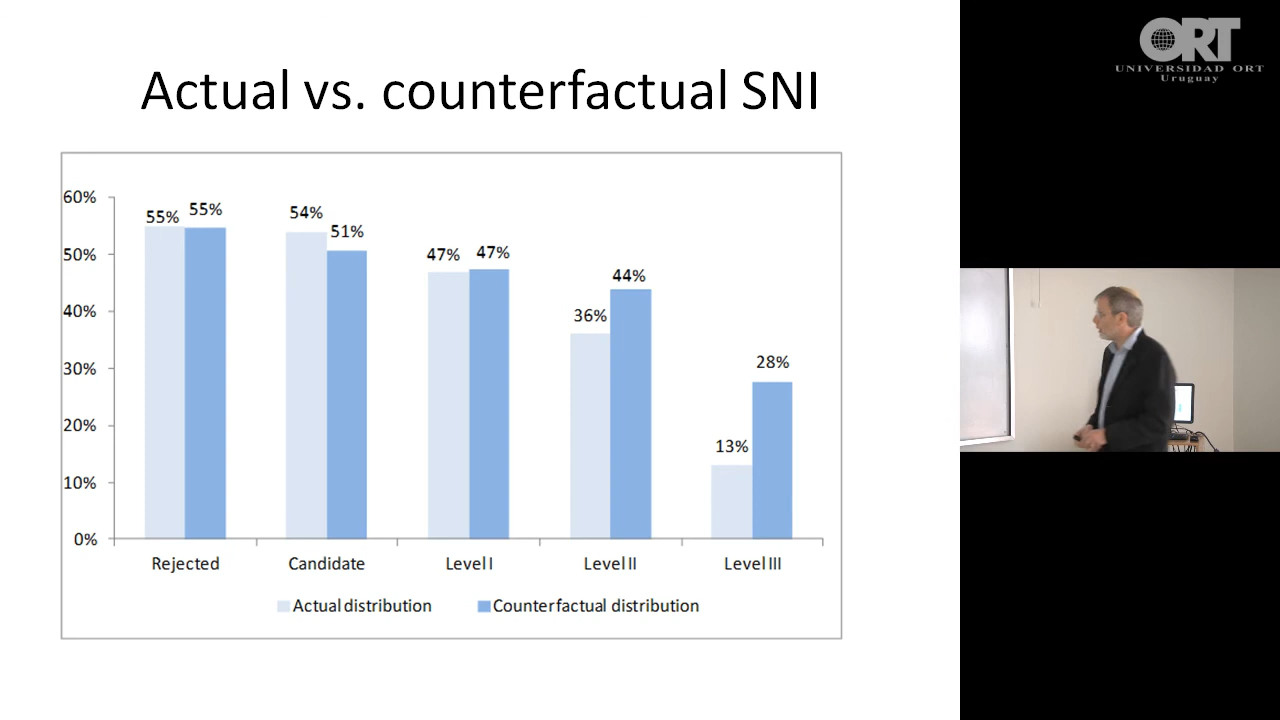 Actual vs. counterfactual SNI
60%
50%
40%
30%
20%
10%
0%
55%
55%
54%
51%
47%
47%
36%
44%
13%
28%
Rejected
Candidate
Level I
Level II
Level III
Actual distribution
Counterfactual distribution
ORT
UNIVERSIDAD ORT
Uruguay